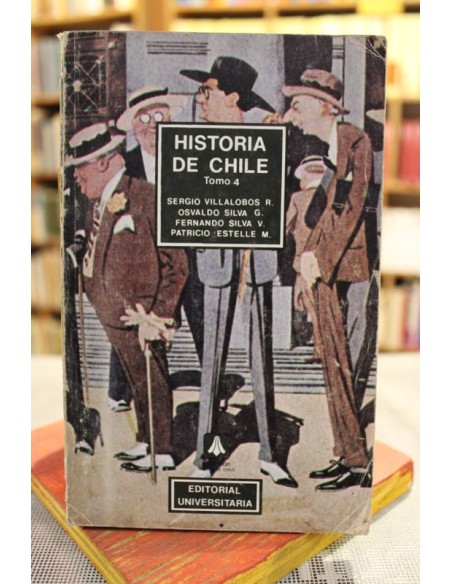 HISTORIA
DE CHILE
Tomo 4
SERGIO VILLALOBOS R.
OSVALDO SILVA G.
FERNANDO SILVA V.
PATRICIO ESTELLE M.
EDITORIAL
UNIVERSITARIA